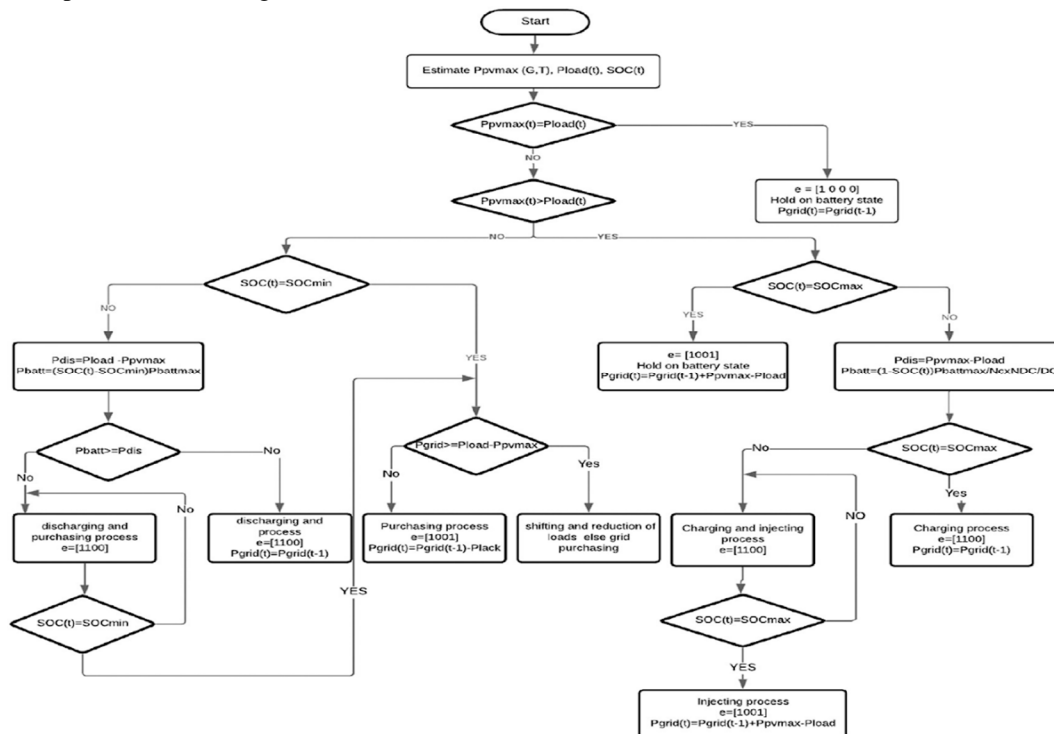 Start
Estimate Ppvmax (G,T), Pload(t), SOC(t)
Ppvmax(t)=Pload(t)
YES
NO
e = [1 0 0 0]
Hold on battery state
Pgrid(t)=Pgrid(t-1)
Ppvmax(t)>Pload(t)
NO
YES
SOC(t)=SOCmin
SOC(t)=SOCmax
NO
YES
YES
NO
Pdis=Pload -Ppvmax
Pbatt=(SOC(t)-SOCmin)Pbattmax
e= [1001]
Hold on battery state
Pgrid(t)=Pgrid(t-1)+Ppvmax-Pload
Pdis=Ppvmax-Pload
Pbatt=(1-SOC(t))Pbattmax/NcxNDC/DC
Pbatt>=Pdis
No
No
Pgrid>=Pload-Ppvmax
No
Yes
SOC(t)=SOCmax
No
Yes
discharging and
purchasing process
e=[1100]
No
discharging and process
e=[1100]
Pgrid(t)=Pgrid(t-1)
Purchasing process
e=[1001]
Pgrid(t)=Pgrid(t-1)-Plack
shifting and reduction of
loads else grid
purchasing
Charging and injecting
process
e=[1100]
NO
Charging process
e=[1100]
Pgrid(t)=Pgrid(t-1)
SOC(t)=SOCmin
YES
SOC(t)=SOCmax
YES
Injecting process
e=[1001]
Pgrid(t)=Pgrid(t-1)+Ppvmax-Pload